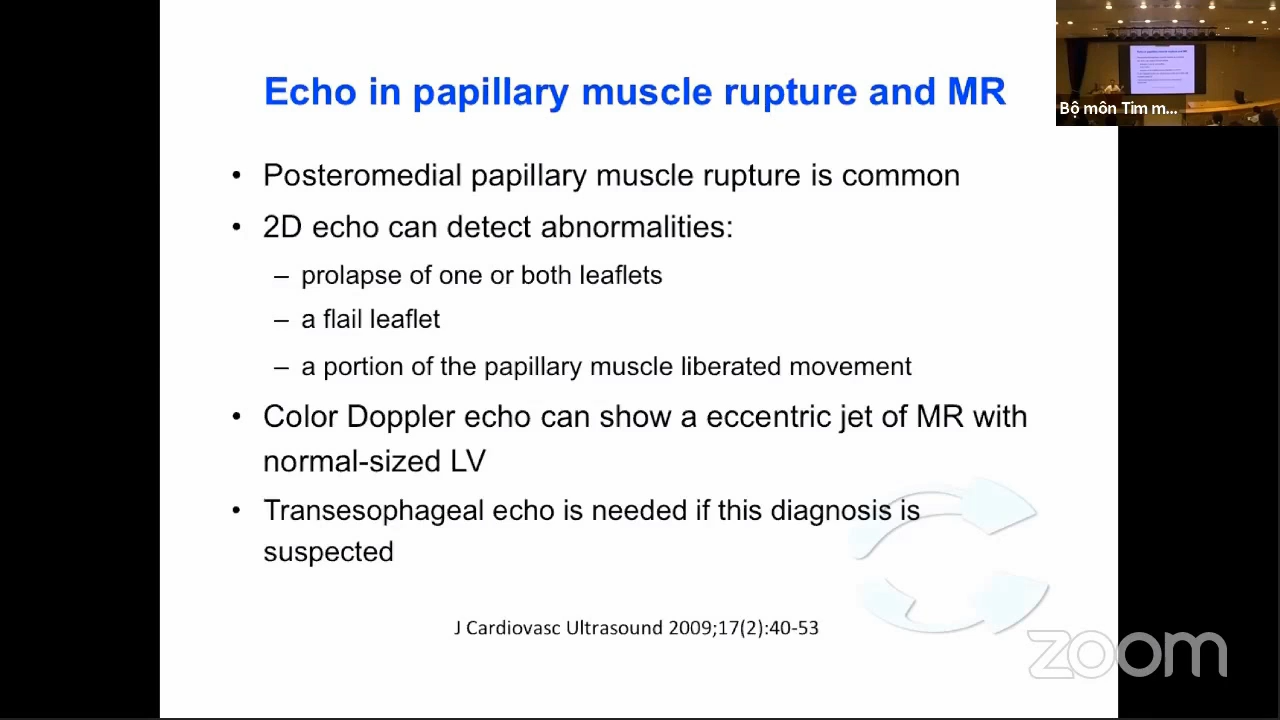 Echo in papillary muscle rupture and MR
Bộ môn Tim m...
• Posteromedial papillary muscle rupture is common
• 2D echo can detect abnormalities:
– prolapse of one or both leaflets
– a flail leaflet
– a portion of the papillary muscle liberated movement
• Color Doppler echo can show a eccentric jet of MR with
normal-sized LV
• Transesophageal echo is needed if this diagnosis is
suspected
J Cardiovasc Ultrasound 2009;17(2):40-53
zoom